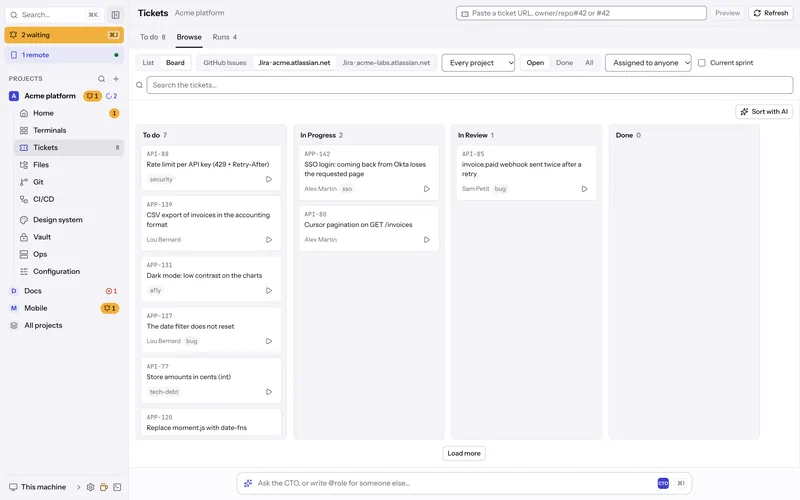 Search...
⌘K
2 waiting
⌘J
1 remote
PROJECTS
A
Acme platform
1
2
Home
1
Terminals
Tickets
8
Files
Git
CI/CD
Design system
Vault
Ops
Configuration
D
Docs
1
M
Mobile
1
All projects
This machine
Tickets
Acme platform
Paste a ticket URL, owner/repo#42 or #42
Preview
Refresh
To do 8
Browse
Runs 4
List
Board
GitHub Issues
Jira · acme.atlassian.net
Jira · acme-labs.atlassian.net
Every project
Open
Done
All
Assigned to anyone
Current sprint
Search the tickets...
Sort with AI
To do 7
API-88
Rate limit per API key (429 + Retry-After)
security
APP-139
CSV export of invoices in the accounting
format
Lou Bernard
APP-131
Dark mode: low contrast on the charts
a11y
APP-127
The date filter does not reset
Lou Bernard
bug
API-77
Store amounts in cents (int)
tech-debt
APP-120
Replace moment.js with date-fns
In Progress 2
APP-142
SSO login: coming back from Okta loses
the requested page
Alex Martin
sso
API-80
Cursor pagination on GET /invoices
Alex Martin
In Review 1
API-85
invoice.paid webhook sent twice after a
retry
Sam Petit
bug
Done 0
Load more
Ask the CTO, or write @role for someone else...
CTO